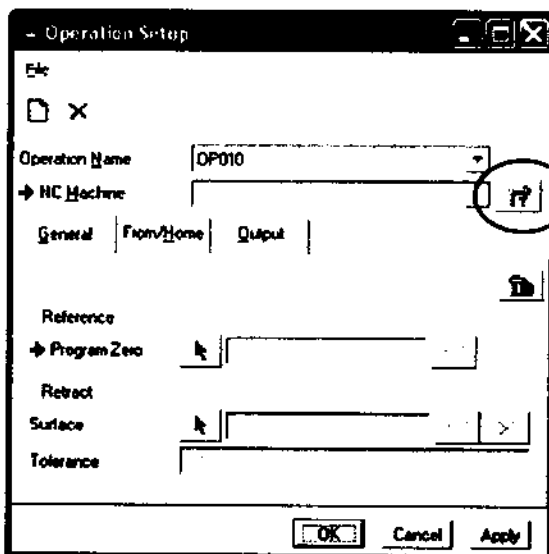 Operation Setup
File
Operation Name OP010
NC Machine
General From/Home Output
Reference
Program Zero
Retract
Surface
Tolerance
OK Cancel Apply